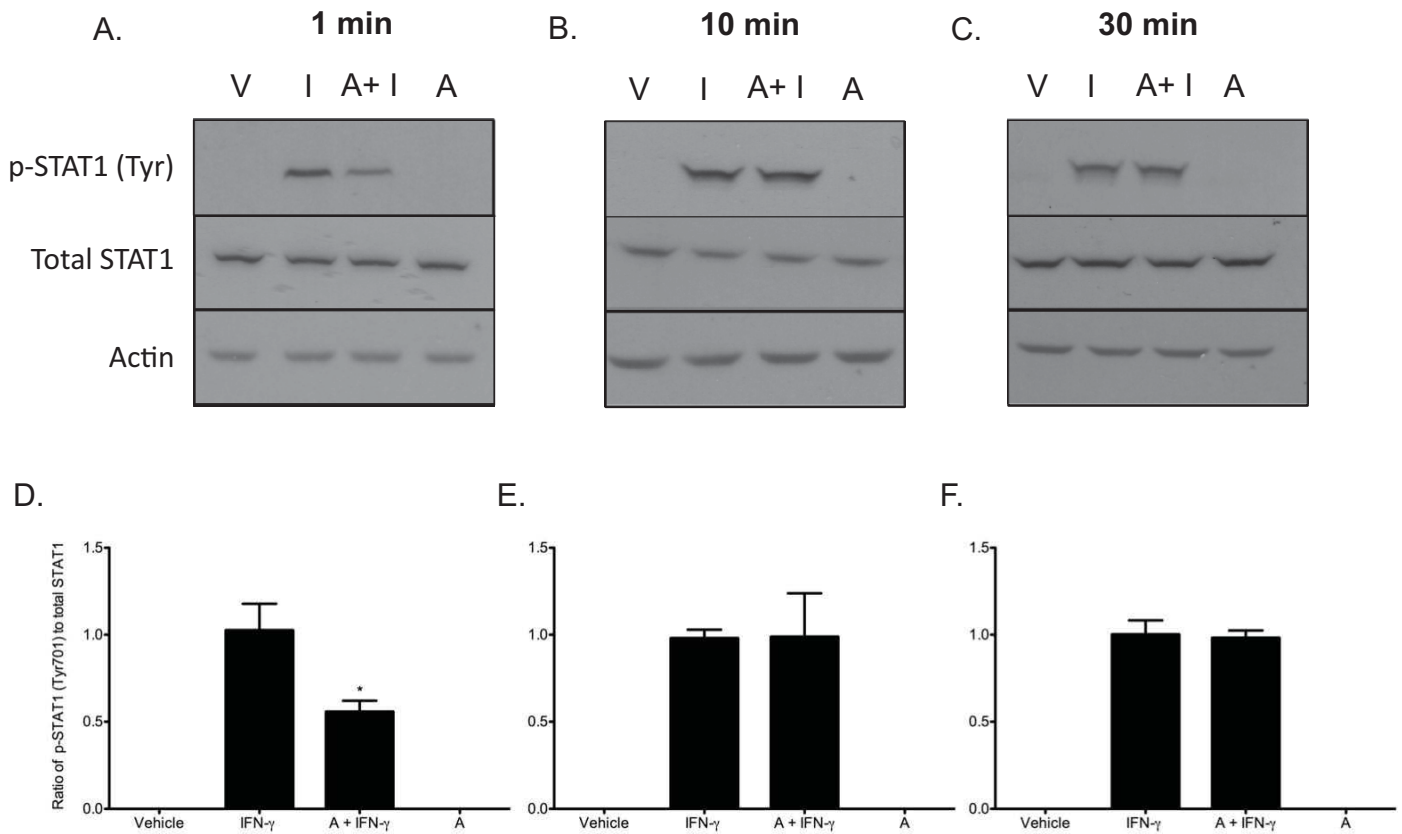 A. 1 min B. 10 min C. 30 min
V I A+ I A V I A+ I A V I A+ I A
p-STAT1 (Tyr)
Total STAT1
Actin
D. E. F.
Ratio of p-STAT1 (Tyr701) to total STAT1
1.5 1.5 1.5
1.0 1.0 1.0
*
0.5 0.5 0.5
0.0 0.0 0.0
Vehicle IFN-γ A + IFN-γ A Vehicle IFN-γ A + IFN-γ A Vehicle IFN-γ A + IFN-γ A